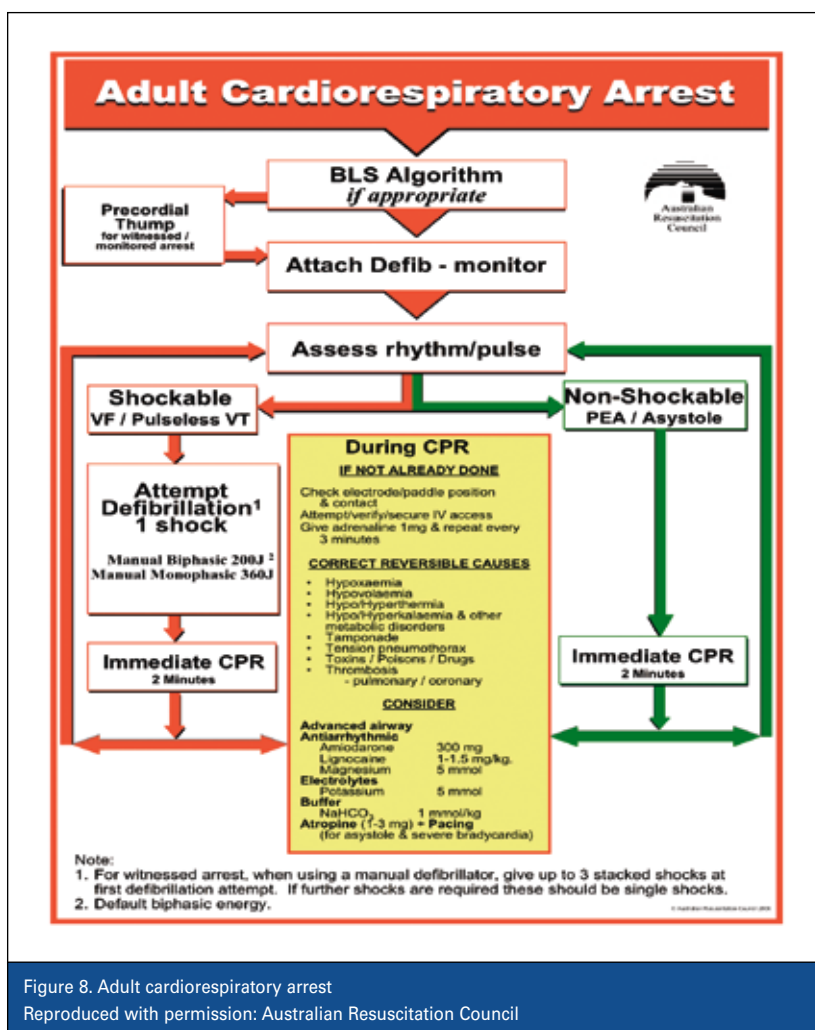 Adult Cardiorespiratory Arrest
BLS Algorithm
if appropriate
Precordial
Thump
for witnessed /
monitored arrest
Australian
Resuscitation
Council
Attach Defib - monitor
Assess rhythm/pulse
Shockable
VF / Pulseless VT
Non-Shockable
PEA / Asystole
Attempt
Defibrillation¹
1 shock
Manual Biphasic 200J ²
Manual Monophasic 360J
Immediate CPR
2 Minutes
During CPR
IF NOT ALREADY DONE
Check electrode/paddle position
& contact
Attempt/verify/secure IV access
Give adrenaline 1mg & repeat every
3 minutes
CORRECT REVERSIBLE CAUSES
• Hypoxaemia
• Hypovolaemia
• Hypo/Hyperthermia
• Hypo/Hyperkalaemia & other
metabolic disorders
• Tamponade
• Tension pneumothorax
• Toxins / Poisons / Drugs
• Thrombosis
- pulmonary / coronary
CONSIDER
Advanced airway
Antiarrhythmic
Amiodarone 300 mg
Lignocaine 1-1.5 mg/kg.
Magnesium 5 mmol
Electrolytes
Potassium 5 mmol
Buffer
NaHCO₃ 1 mmol/kg
Atropine (1-3 mg) + Pacing
(for asystole & severe bradycardia)
Immediate CPR
2 Minutes
Note:
1. For witnessed arrest, when using a manual defibrillator, give up to 3 stacked shocks at
first defibrillation attempt. If further shocks are required these should be single shocks.
2. Default biphasic energy.
© Australian Resuscitation Council
Figure 8. Adult cardiorespiratory arrest
Reproduced with permission: Australian Resuscitation Council